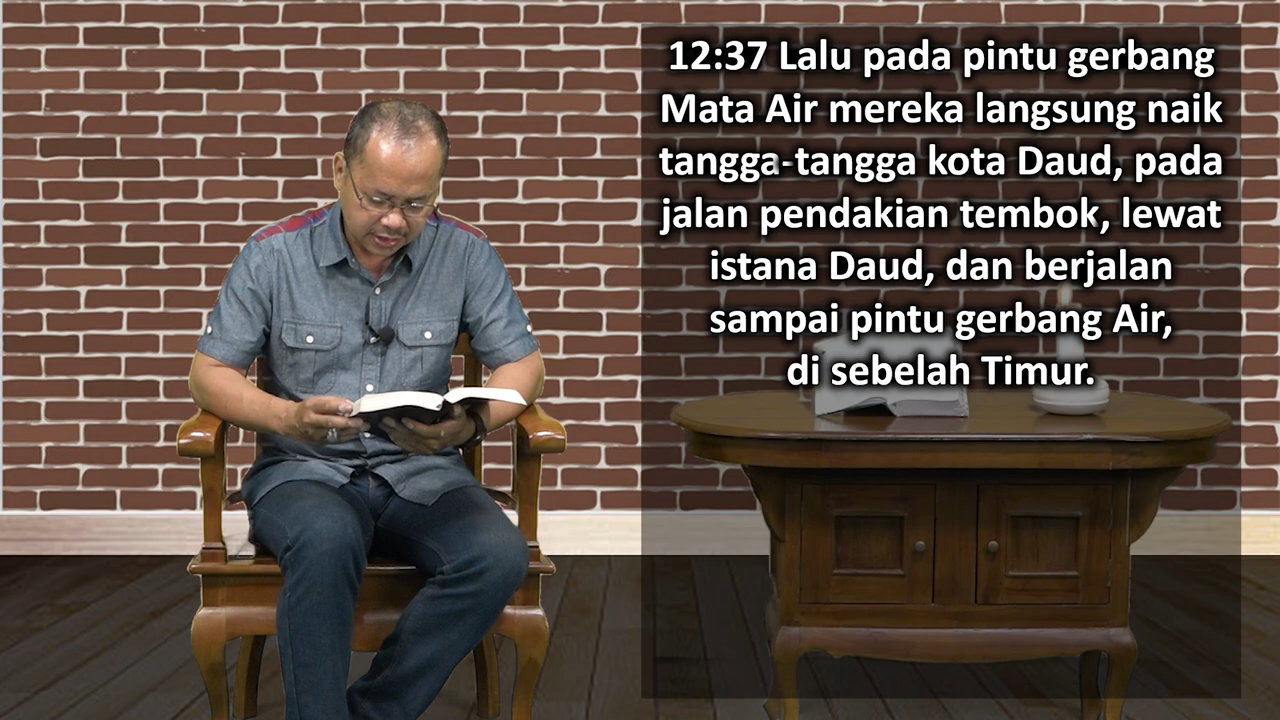 12:37 Lalu pada pintu gerbang
Mata Air mereka langsung naik
tangga-tangga kota Daud, pada
jalan pendakian tembok, lewat
istana Daud, dan berjalan
sampai pintu gerbang Air,
di sebelah Timur.